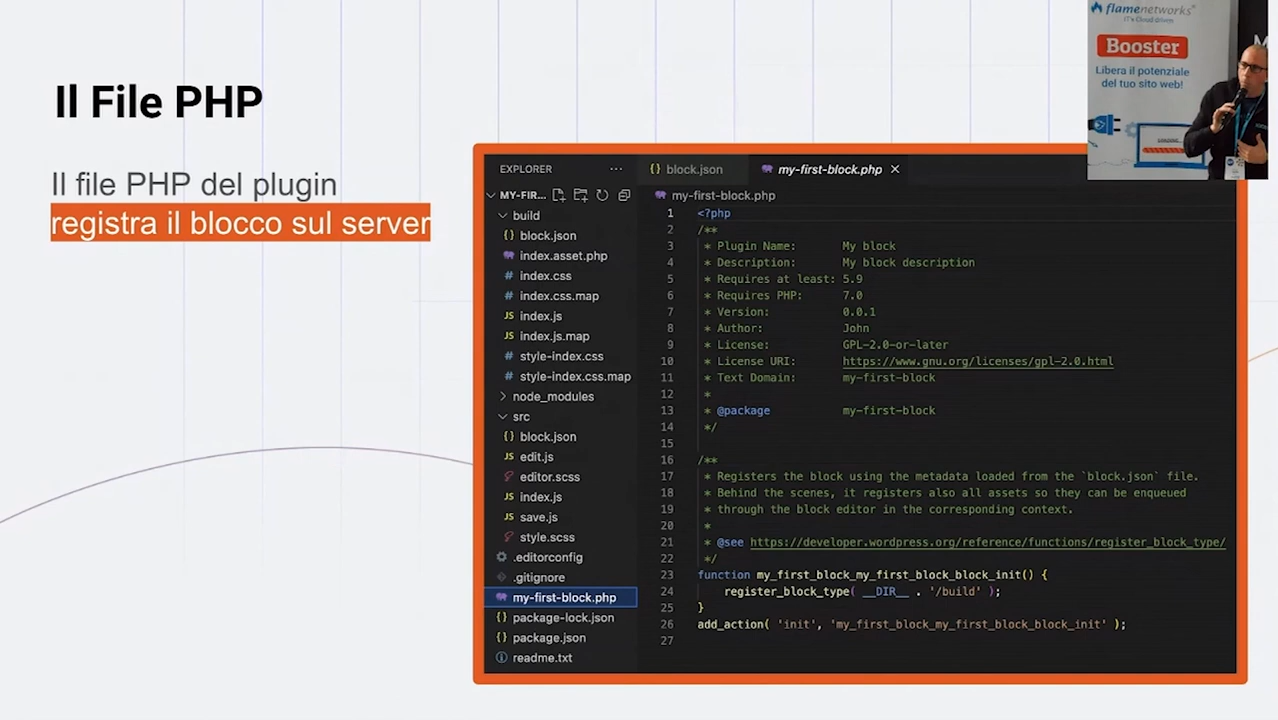 Il File PHP
Il file PHP del plugin
registra il blocco sul server
flamenetworks®
IT's Cloud driven
Booster
Libera il potenziale
del tuo sito web!
LOADING...
EXPLORER ···
MY-FIR...
build
{} block.json
index.asset.php
# index.css
index.css.map
JS index.js
JS index.js.map
# style-index.css
# style-index.css.map
node_modules
src
{} block.json
JS edit.js
editor.scss
JS index.js
JS save.js
style.scss
.editorconfig
.gitignore
my-first-block.php
{} package-lock.json
{} package.json
readme.txt
{} block.json my-first-block.php ×
my-first-block.php
1 <?php
2 /**
3 * Plugin Name: My block
4 * Description: My block description
5 * Requires at least: 5.9
6 * Requires PHP: 7.0
7 * Version: 0.0.1
8 * Author: John
9 * License: GPL-2.0-or-later
10 * License URI: https://www.gnu.org/licenses/gpl-2.0.html
11 * Text Domain: my-first-block
12 *
13 * @package my-first-block
14 */
15
16 /**
17 * Registers the block using the metadata loaded from the `block.json` file.
18 * Behind the scenes, it registers also all assets so they can be enqueued
19 * through the block editor in the corresponding context.
20 *
21 * @see https://developer.wordpress.org/reference/functions/register_block_type/
22 */
23 function my_first_block_my_first_block_block_init() {
24 register_block_type( __DIR__ . '/build' );
25 }
26 add_action( 'init', 'my_first_block_my_first_block_block_init' );
27